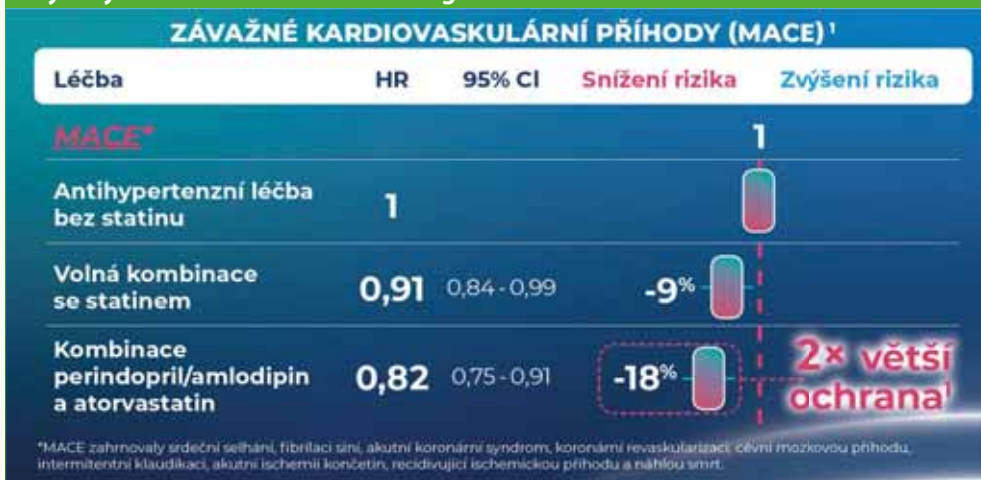 ZÁVAŽNÉ KARDIOVASKULÁRNÍ PŘÍHODY (MACE)¹
Léčba HR 95% CI Snížení rizika Zvýšení rizika
MACE* 1
Antihypertenzní léčba
bez statinu
1
Volná kombinace
se statinem
0,91 0,84 - 0,99 -9%
Kombinace
perindopril/amlodipin
a atorvastatin
0,82 0,75 - 0,91 -18%
2× větší
ochrana¹
*MACE zahrnovaly srdeční selhání, fibrilaci síní, akutní koronární syndrom, koronární revaskularizaci, cévní mozkovou příhodu,
intermitentní klaudikaci, akutní ischemii končetin, recidivující ischemickou příhodu a náhlou smrt.